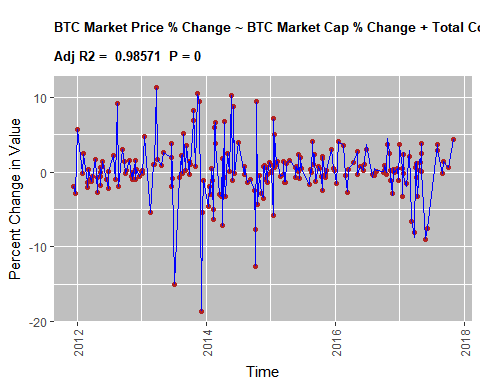 BTC Market Price % Change ~ BTC Market Cap % Change + Total
Adj R2 = 0.98571 P = 0
Percent Change in Value
10
0
-10
-20
2012
2014
2016
2018
Time